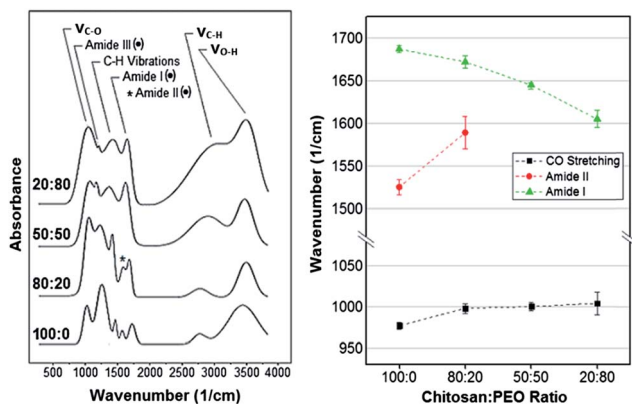 VC-O
Amide III(•)
C-H Vibrations
Amide I(•)
* Amide II(•)
VC-H
VO-H
Absorbance
20:80
50:50
80:20
*
100:0
500 1000 1500 2000 2500 3000 3500 4000
Wavenumber (1/cm)
Wavenumber (1/cm)
1700
1650
1600
1550
1500
1050
1000
950
CO Stretching
Amide II
Amide I
100:0 80:20 50:50 20:80
Chitosan:PEO Ratio